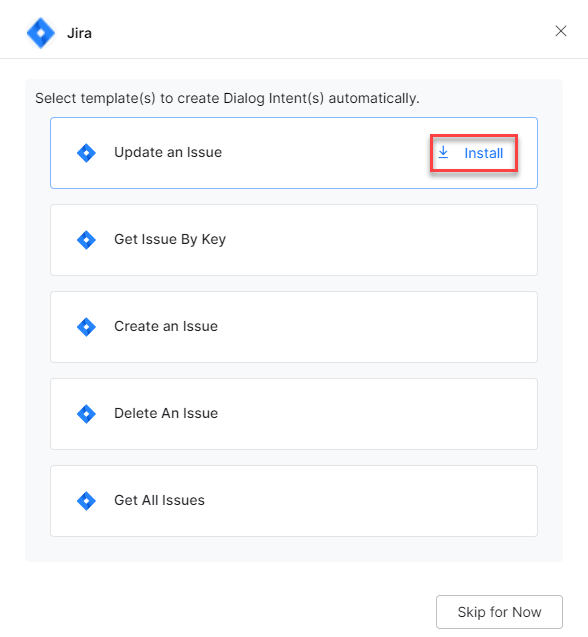 Jira
Select template(s) to create Dialog Intent(s) automatically.
Update an Issue
Install
Get Issue By Key
Create an Issue
Delete An Issue
Get All Issues
Skip for Now